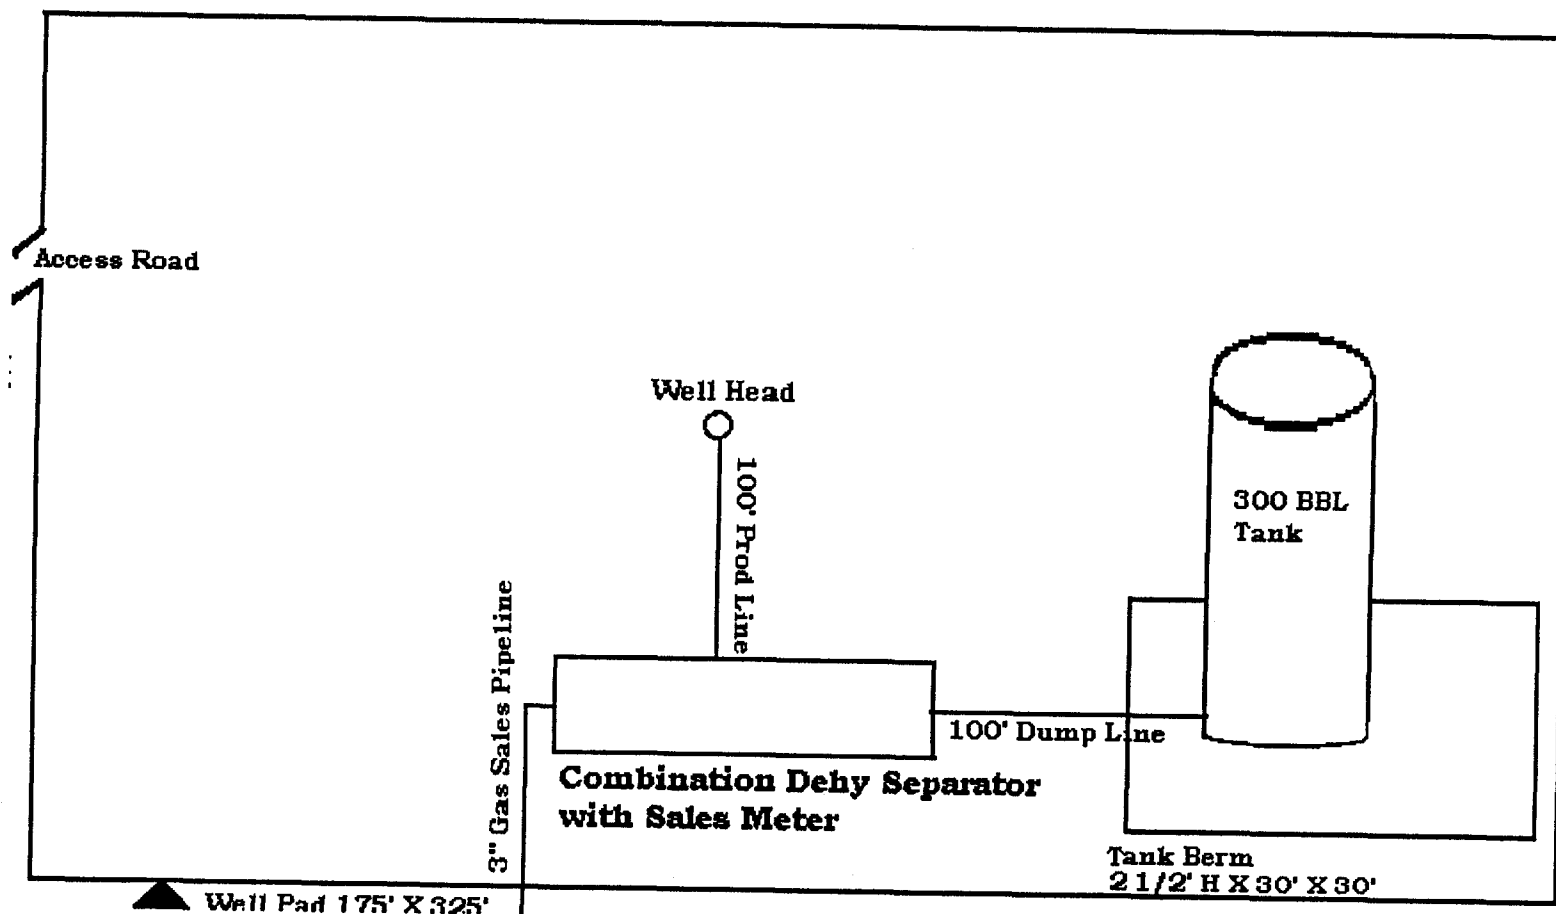 Access Road
Well Head
100' Prod Line
300 BBL
Tank
3" Gas Sales Pipeline
100' Dump Line
Combination Dehy Separator
with Sales Meter
Tank Berm
2 1/2' H X 30' X 30'
Well Pad 175' X 325'